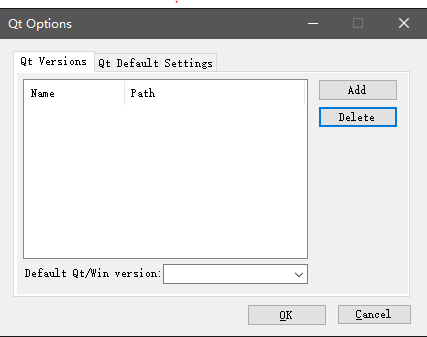 Qt Options
Qt Versions
Qt Default Settings
Name
Path
Add
Delete
Default Qt/Win version:
OK
Cancel